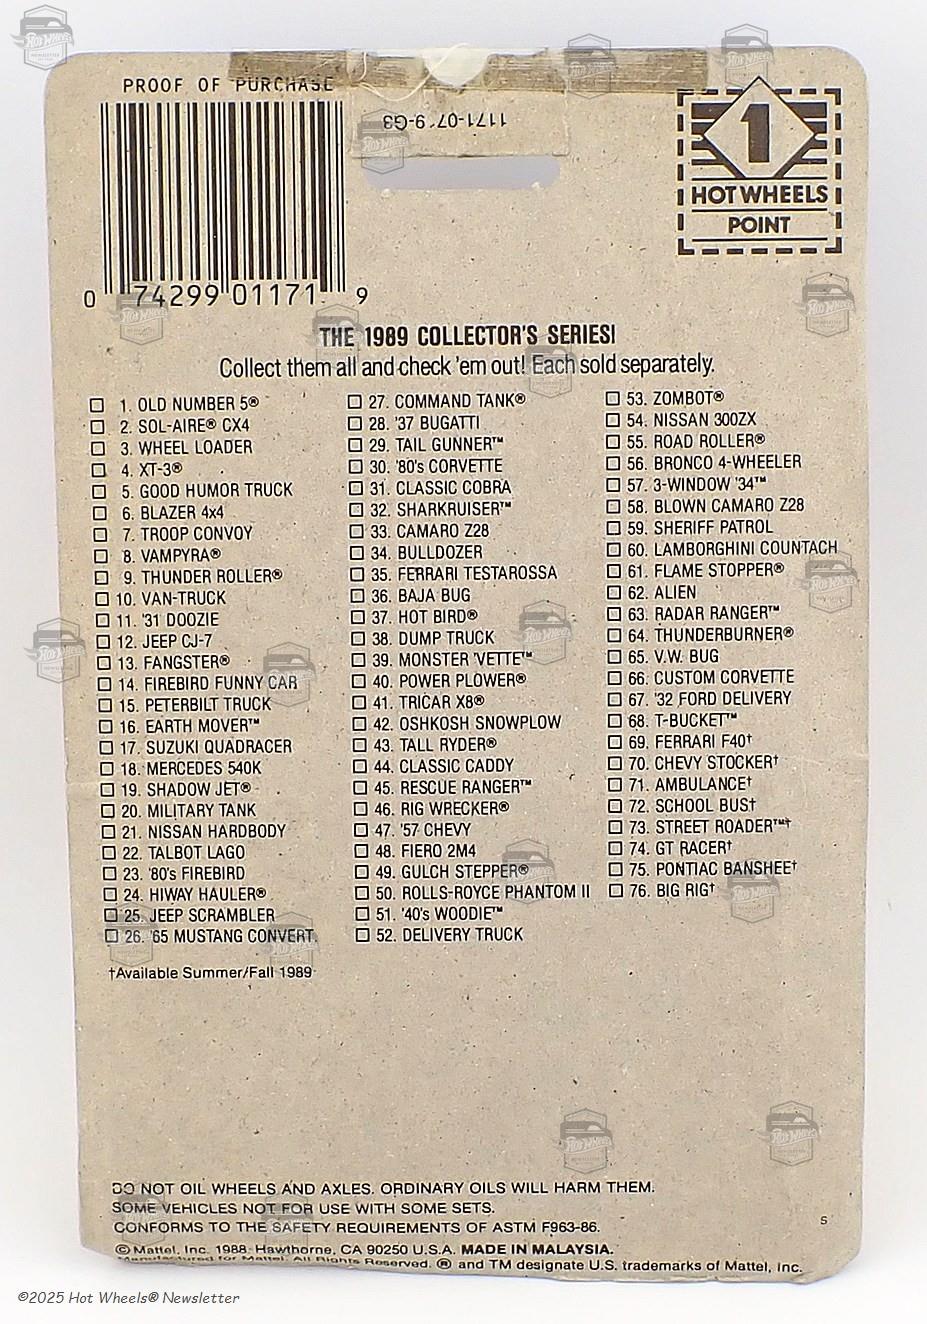 PROOF OF PURCHASE
1171-07 9-G3
0 74299 01171 9
1
HOT WHEELS
POINT
THE 1989 COLLECTOR'S SERIES!
Collect them all and check 'em out! Each sold separately.
1. OLD NUMBER 5®
2. SOL-AIRE® CX4
3. WHEEL LOADER
4. XT-3®
5. GOOD HUMOR TRUCK
6. BLAZER 4x4
7. TROOP CONVOY
8. VAMPYRA®
9. THUNDER ROLLER®
10. VAN-TRUCK
11. '31 DOOZIE
12. JEEP CJ-7
13. FANGSTER®
14. FIREBIRD FUNNY CAR
15. PETERBILT TRUCK
16. EARTH MOVER™
17. SUZUKI QUADRACER
18. MERCEDES 540K
19. SHADOW JET®
20. MILITARY TANK
21. NISSAN HARDBODY
22. TALBOT LAGO
23. '80's FIREBIRD
24. HIWAY HAULER®
25. JEEP SCRAMBLER
26. '65 MUSTANG CONVERT.
27. COMMAND TANK®
28. '37 BUGATTI
29. TAIL GUNNER™
30. '80's CORVETTE
31. CLASSIC COBRA
32. SHARKRUISER™
33. CAMARO Z28
34. BULLDOZER
35. FERRARI TESTAROSSA
36. BAJA BUG
37. HOT BIRD®
38. DUMP TRUCK
39. MONSTER 'VETTE™
40. POWER PLOWER®
41. TRICAR X8®
42. OSHKOSH SNOWPLOW
43. TALL RYDER®
44. CLASSIC CADDY
45. RESCUE RANGER™
46. RIG WRECKER®
47. '57 CHEVY
48. FIERO 2M4
49. GULCH STEPPER®
50. ROLLS-ROYCE PHANTOM II
51. '40's WOODIE™
52. DELIVERY TRUCK
53. ZOMBOT®
54. NISSAN 300ZX
55. ROAD ROLLER®
56. BRONCO 4-WHEELER
57. 3-WINDOW '34™
58. BLOWN CAMARO Z28
59. SHERIFF PATROL
60. LAMBORGHINI COUNTACH
61. FLAME STOPPER®
62. ALIEN
63. RADAR RANGER™
64. THUNDERBURNER®
65. V.W. BUG
66. CUSTOM CORVETTE
67. '32 FORD DELIVERY
68. T-BUCKET™
69. FERRARI F40†
70. CHEVY STOCKER†
71. AMBULANCE†
72. SCHOOL BUS†
73. STREET ROADER™†
74. GT RACER†
75. PONTIAC BANSHEE†
76. BIG RIG†
†Available Summer/Fall 1989
DO NOT OIL WHEELS AND AXLES. ORDINARY OILS WILL HARM THEM.
SOME VEHICLES NOT FOR USE WITH SOME SETS.
CONFORMS TO THE SAFETY REQUIREMENTS OF ASTM F963-86.
5
© Mattel, Inc. 1988. Hawthorne, CA 90250 U.S.A. MADE IN MALAYSIA.
Manufactured for Mattel. All Rights Reserved. ® and TM designate U.S. trademarks of Mattel, Inc.
©2025 Hot Wheels® Newsletter